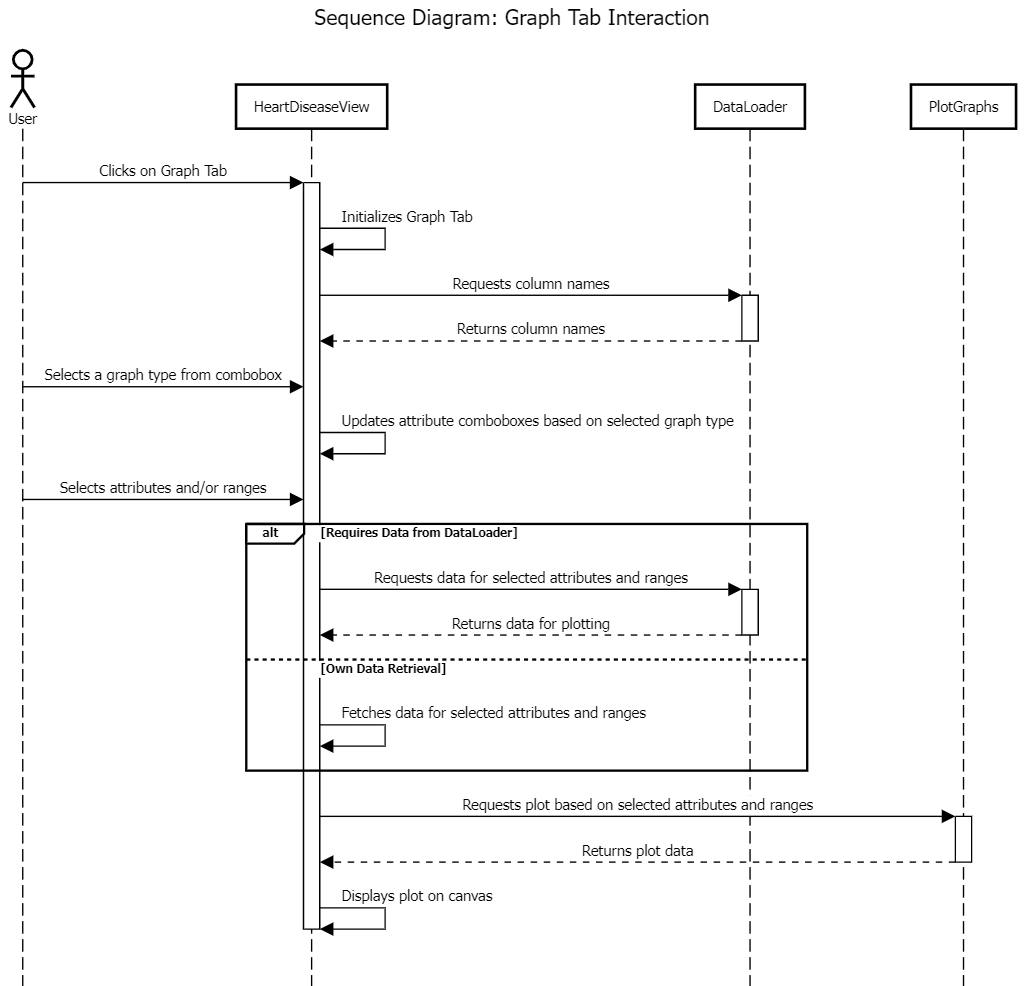 Sequence Diagram: Graph Tab Interaction
User
HeartDiseaseView
DataLoader
PlotGraphs
Clicks on Graph Tab
Initializes Graph Tab
Requests column names
Returns column names
Selects a graph type from combobox
Updates attribute comboboxes based on selected graph type
Selects attributes and/or ranges
alt
[Requires Data from DataLoader]
Requests data for selected attributes and ranges
Returns data for plotting
[Own Data Retrieval]
Fetches data for selected attributes and ranges
Requests plot based on selected attributes and ranges
Returns plot data
Displays plot on canvas